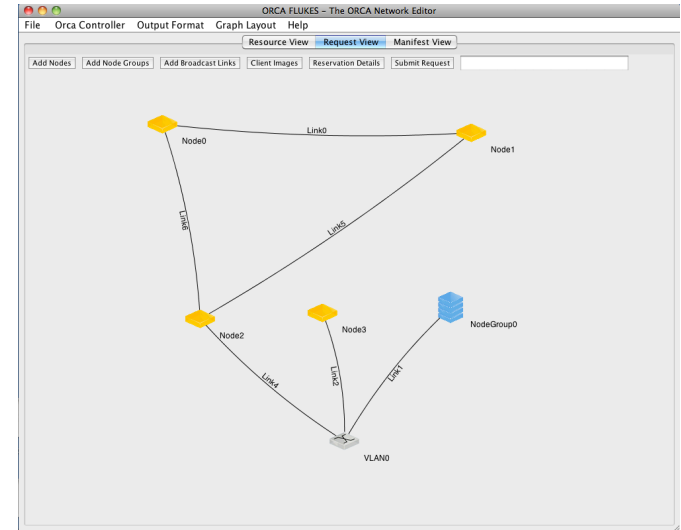 ORCA FLUKES – The ORCA Network Editor
File Orca Controller Output Format Graph Layout Help
Resource View Request View Manifest View
Add Nodes Add Node Groups Add Broadcast Links Client Images Reservation Details Submit Request
Link0
Node0
Node1
Link6
Link5
Node2
Node3
NodeGroup0
Link4
Link2
Link1
VLAN0